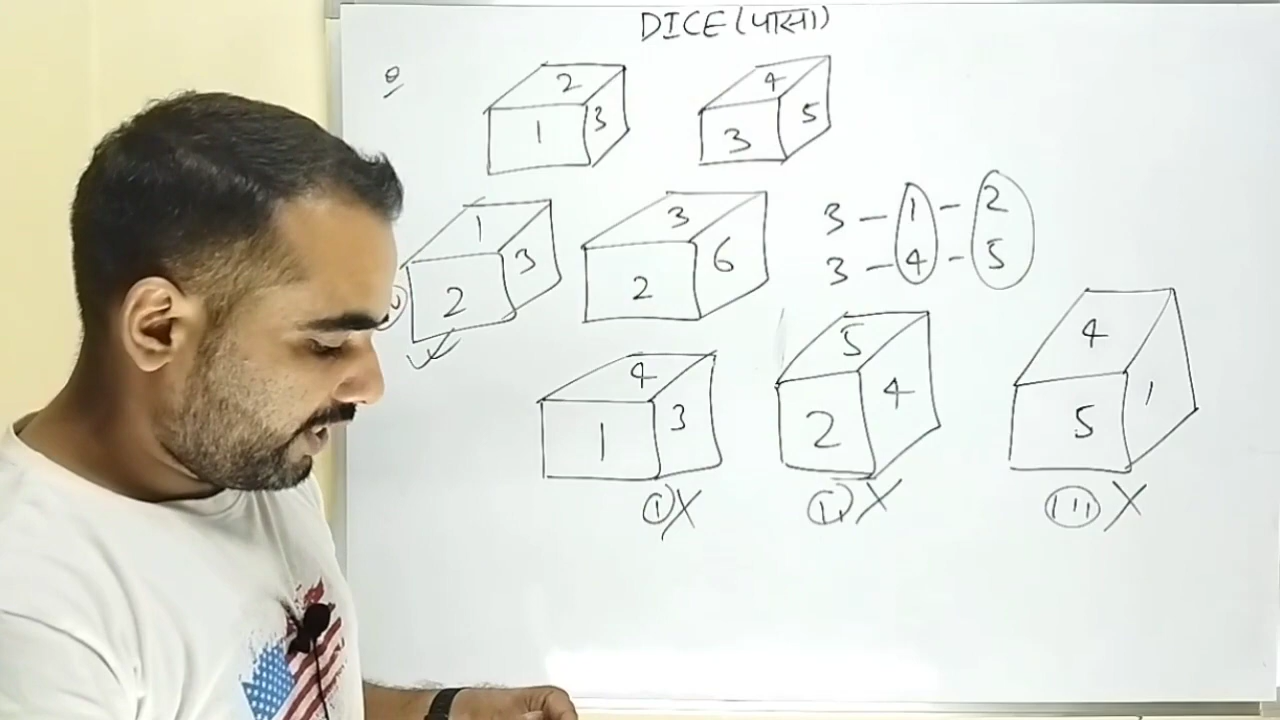 DICE (पासा)
Q
2
1 3
4
3 5
1
2 3
3
2 6
3 - 1 - 2
3 - 4 - 5
4
1 3
5
2 4
4
5 1
(i) X (ii) X (iii) X